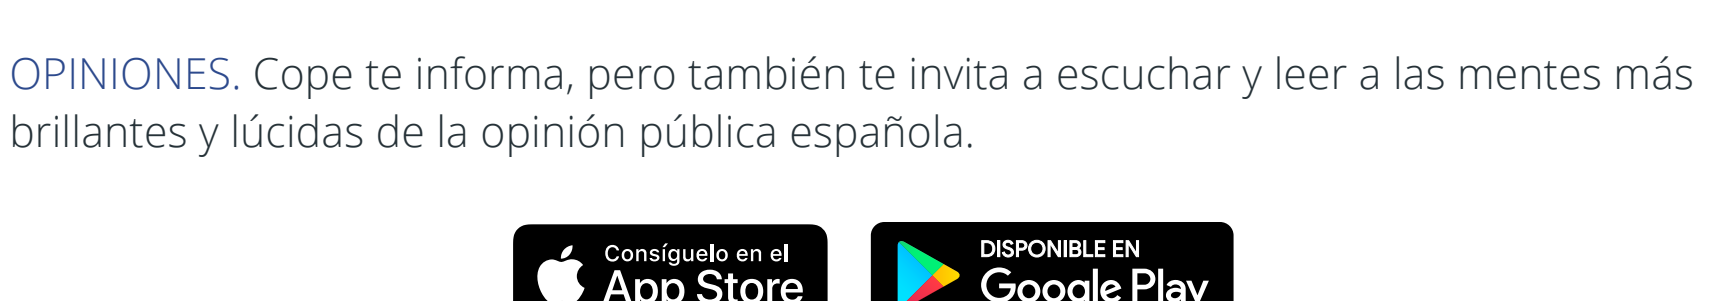 OPINIONES. Cope te informa, pero también te invita a escuchar y leer a las mentes más
brillantes y lúcidas de la opinión pública española.
Consíguelo en el
App Store
DISPONIBLE EN
Google Play